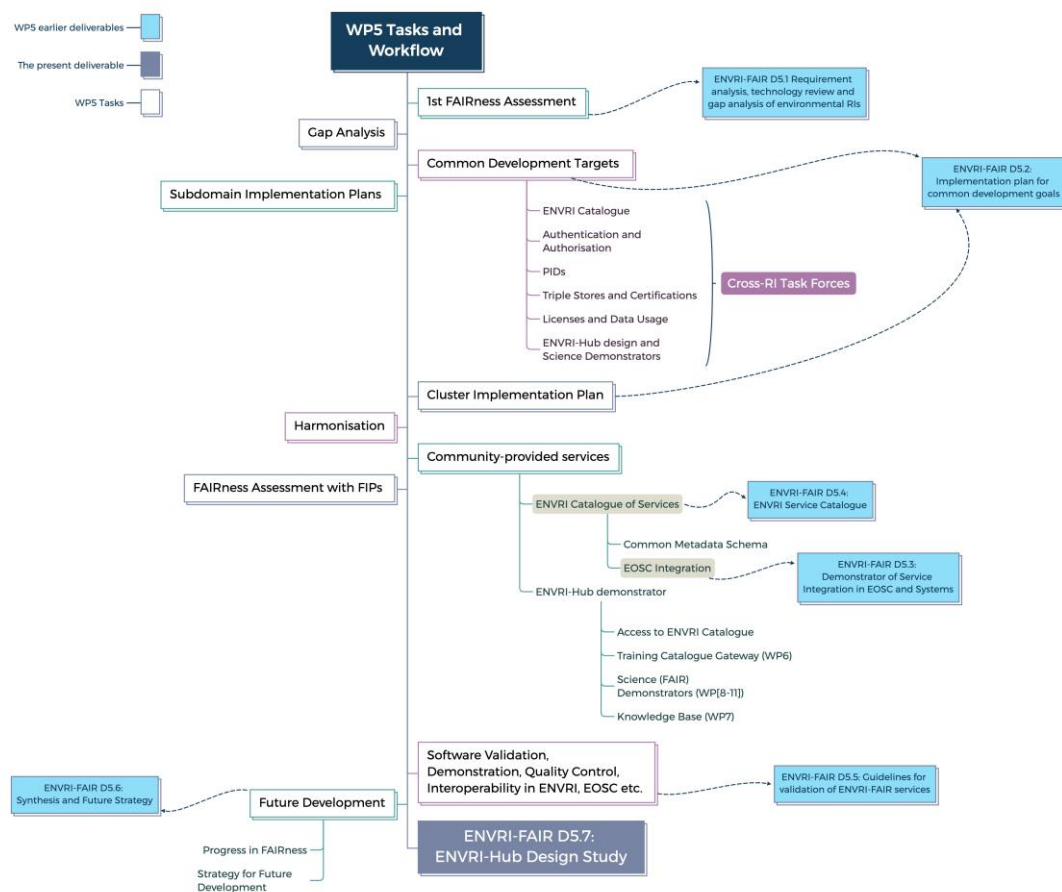 WP5 earlier deliverables
The present deliverable
WP5 Tasks
WP5 Tasks and
Workflow
1st FAIRness Assessment
ENVRI-FAIR D5.1 Requirement
analysis, technology review and
gap analysis of environmental RIs
Gap Analysis
Common Development Targets
ENVRI-FAIR D5.2:
Implementation plan for
common development goals
Subdomain Implementation Plans
ENVRI Catalogue
Authentication and
Authorisation
PIDs
Triple Stores and Certifications
Licenses and Data Usage
ENVRI-Hub design and
Science Demonstrators
Cross-RI Task Forces
Cluster Implementation Plan
Harmonisation
Community-provided services
FAIRness Assessment with FIPs
ENVRI Catalogue of Services
ENVRI-FAIR D5.4:
ENVRI Service Catalogue
Common Metadata Schema
EOSC Integration
ENVRI-FAIR D5.3:
Demonstrator of Service
Integration in EOSC and Systems
ENVRI-Hub demonstrator
Access to ENVRI Catalogue
Training Catalogue Gateway (WP6)
Science (FAIR)
Demonstrators (WP[8-11])
Knowledge Base (WP7)
Software Validation,
Demonstration, Quality Control,
Interoperability in ENVRI, EOSC etc.
ENVRI-FAIR D5.5: Guidelines for
validation of ENVRI-FAIR services
ENVRI-FAIR D5.6:
Synthesis and Future Strategy
Future Development
Progress in FAIRness
Strategy for Future
Development
ENVRI-FAIR D5.7:
ENVRI-Hub Design Study